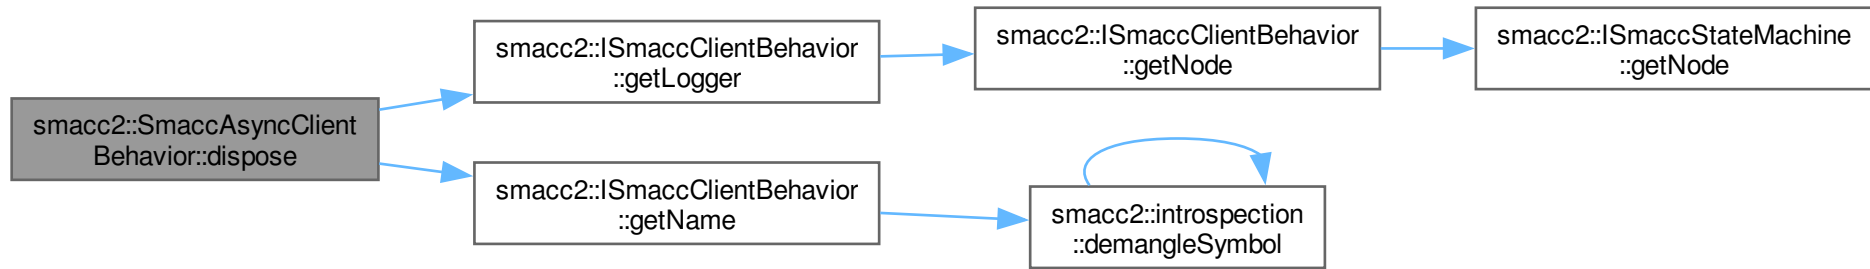 smacc2::SmaccAsyncClient
Behavior::dispose
smacc2::ISmaccClientBehavior
::getLogger
smacc2::ISmaccClientBehavior
::getNode
smacc2::ISmaccStateMachine
::getNode
smacc2::ISmaccClientBehavior
::getName
smacc2::introspection
::demangleSymbol